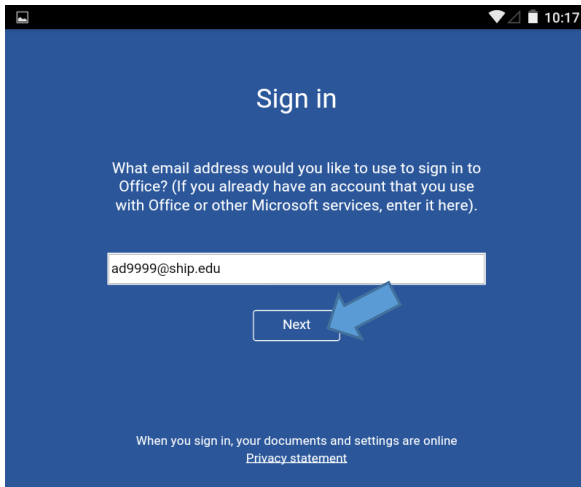 10:17
Sign in
What email address would you like to use to sign in to
Office? (If you already have an account that you use
with Office or other Microsoft services, enter it here).
ad9999@ship.edu
Next
When you sign in, your documents and settings are online
Privacy statement